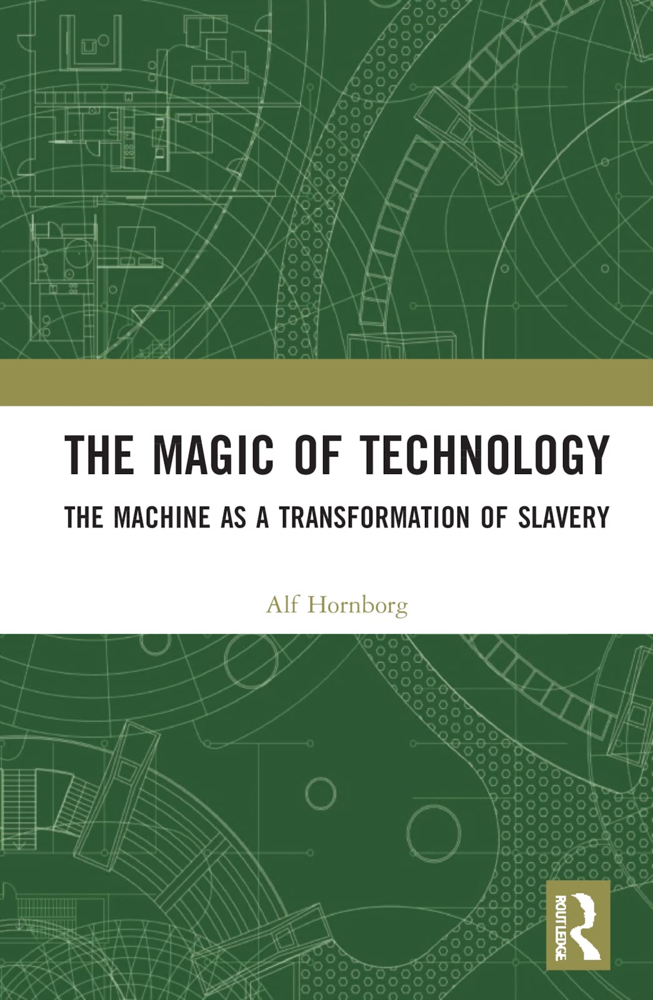 THE MAGIC OF TECHNOLOGY
THE MACHINE AS A TRANSFORMATION OF SLAVERY
Alf Hornborg
ROUTLEDGE